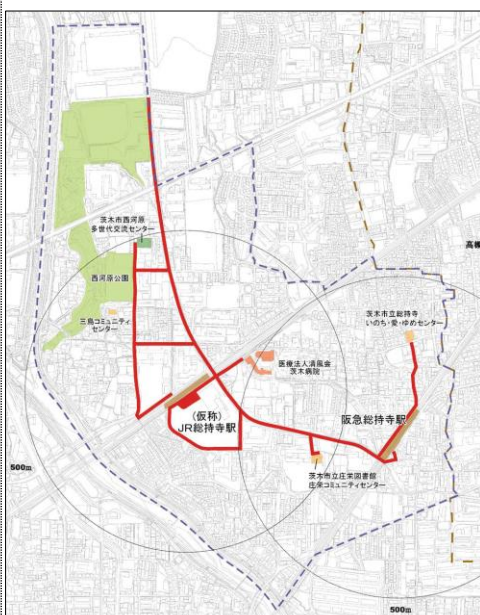 茨木市西河原
多世代交流センター
高槻
西河原公園
三島コミュニティ
センター
茨木市立総持寺
いのち・愛・ゆめセンター
医療法人清風会
茨木病院
(仮称)
JR総持寺駅
阪急総持寺駅
500m
茨木市立庄栄図書館
庄栄コミュニティセンター
500m